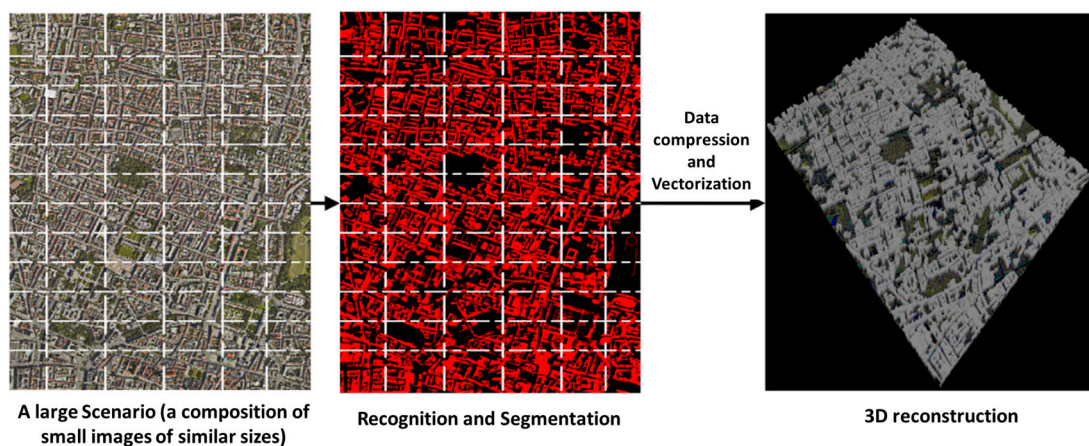 Data
compression
and
Vectorization
A large Scenario (a composition of
small images of similar sizes)
Recognition and Segmentation
3D reconstruction